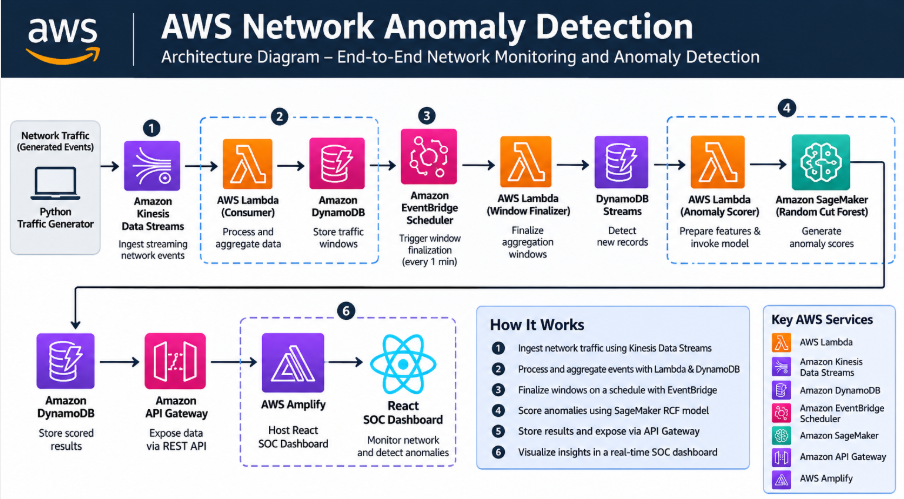 aws
AWS Network Anomaly Detection
Architecture Diagram – End-to-End Network Monitoring and Anomaly Detection
Network Traffic
(Generated Events)
Python
Traffic Generator
1
Amazon
Kinesis
Data Streams
Ingest streaming
network events
2
AWS Lambda
(Consumer)
Process and
aggregate data
Amazon
DynamoDB
Store traffic
windows
3
Amazon
EventBridge
Scheduler
Trigger window
finalization
(every 1 min)
AWS Lambda
(Window Finalizer)
Finalize
aggregation
windows
DynamoDB
Streams
Detect
new records
4
AWS Lambda
(Anomaly Scorer)
Prepare features &
invoke model
Amazon SageMaker
(Random Cut Forest)
Generate
anomaly scores
Amazon
DynamoDB
Store scored
results
Amazon
API Gateway
Expose data
via REST API
6
AWS Amplify
Host React
SOC Dashboard
React
SOC Dashboard
Monitor network
and detect anomalies
How It Works
1 Ingest network traffic using Kinesis Data Streams
2 Process and aggregate events with Lambda & DynamoDB
3 Finalize windows on a schedule with EventBridge
4 Score anomalies using SageMaker RCF model
5 Store results and expose via API Gateway
6 Visualize insights in a real-time SOC dashboard
Key AWS Services
AWS Lambda
Amazon Kinesis
Data Streams
Amazon DynamoDB
Amazon EventBridge
Scheduler
Amazon SageMaker
Amazon API Gateway
AWS Amplify